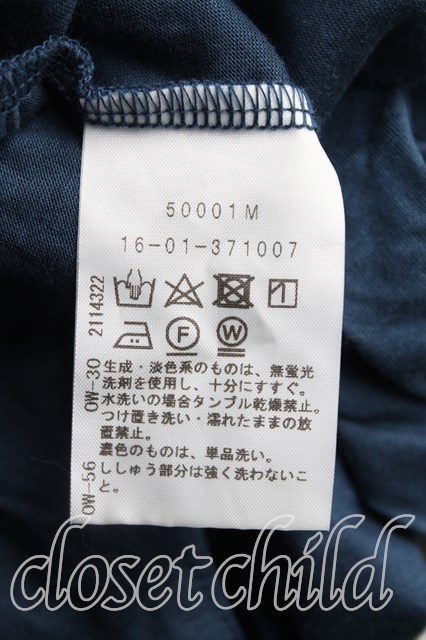 50001M
16-01-371007
2114322
F W
OW-30
生成・淡色系のものは、無蛍光
洗剤を使用し、十分にすすぐ。
水洗いの場合タンブル乾燥禁止。
つけ置き洗い・濡れたままの放
置禁止。
濃色のものは、単品洗い。
OW-56
ししゅう部分は強く洗わないこ
と。
closet child